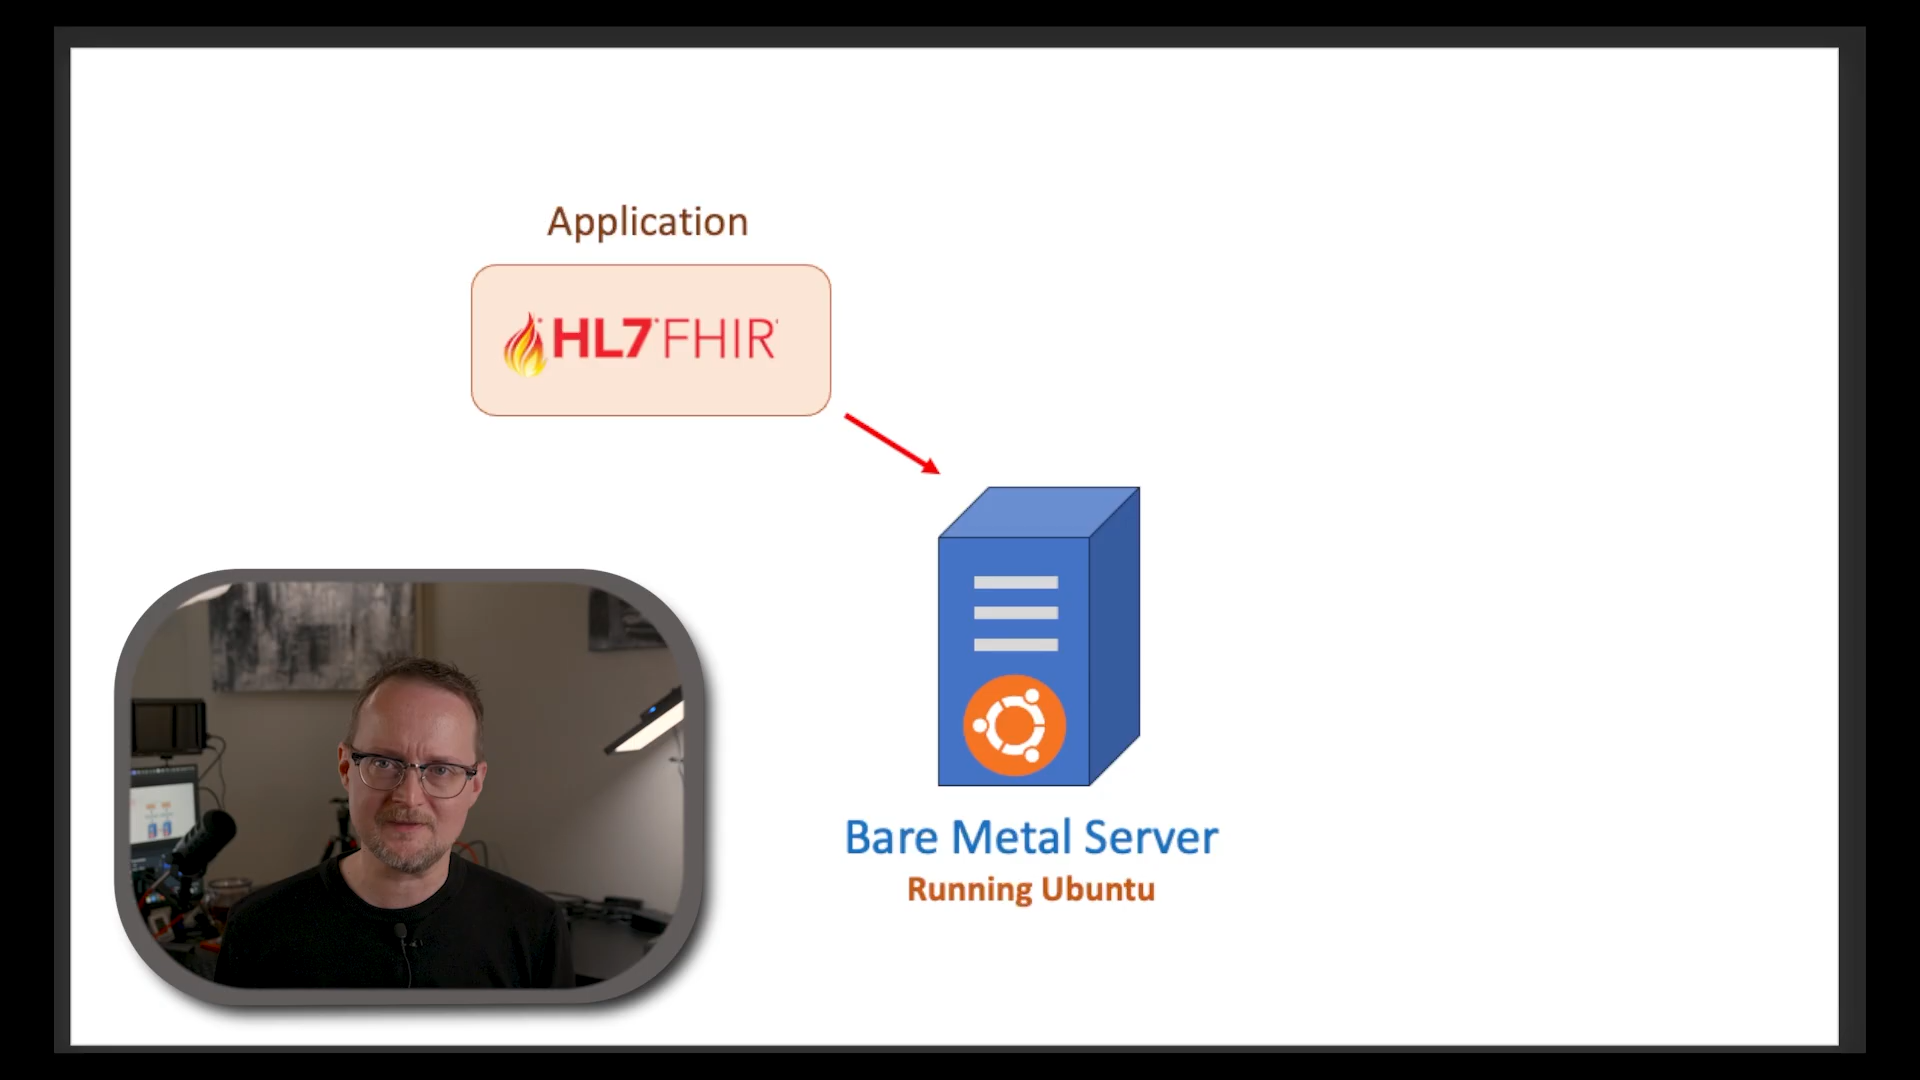 Application
HL7 FHIR
Bare Metal Server
Running Ubuntu